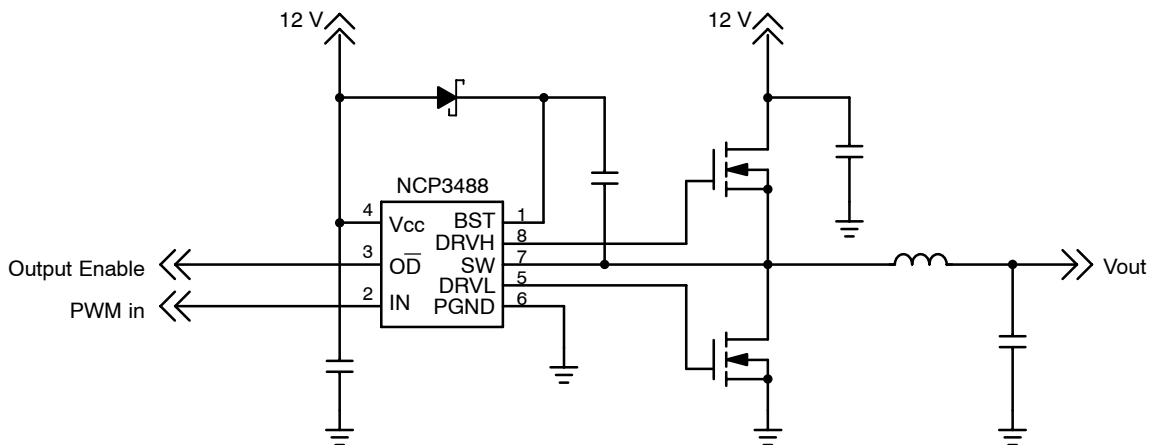 12 V
12 V
NCP3488
4
Vcc
BST
1
DRVH
8
Output Enable
3
OD̅
SW
7
Vout
DRVL
5
PWM in
2
IN
PGND
6